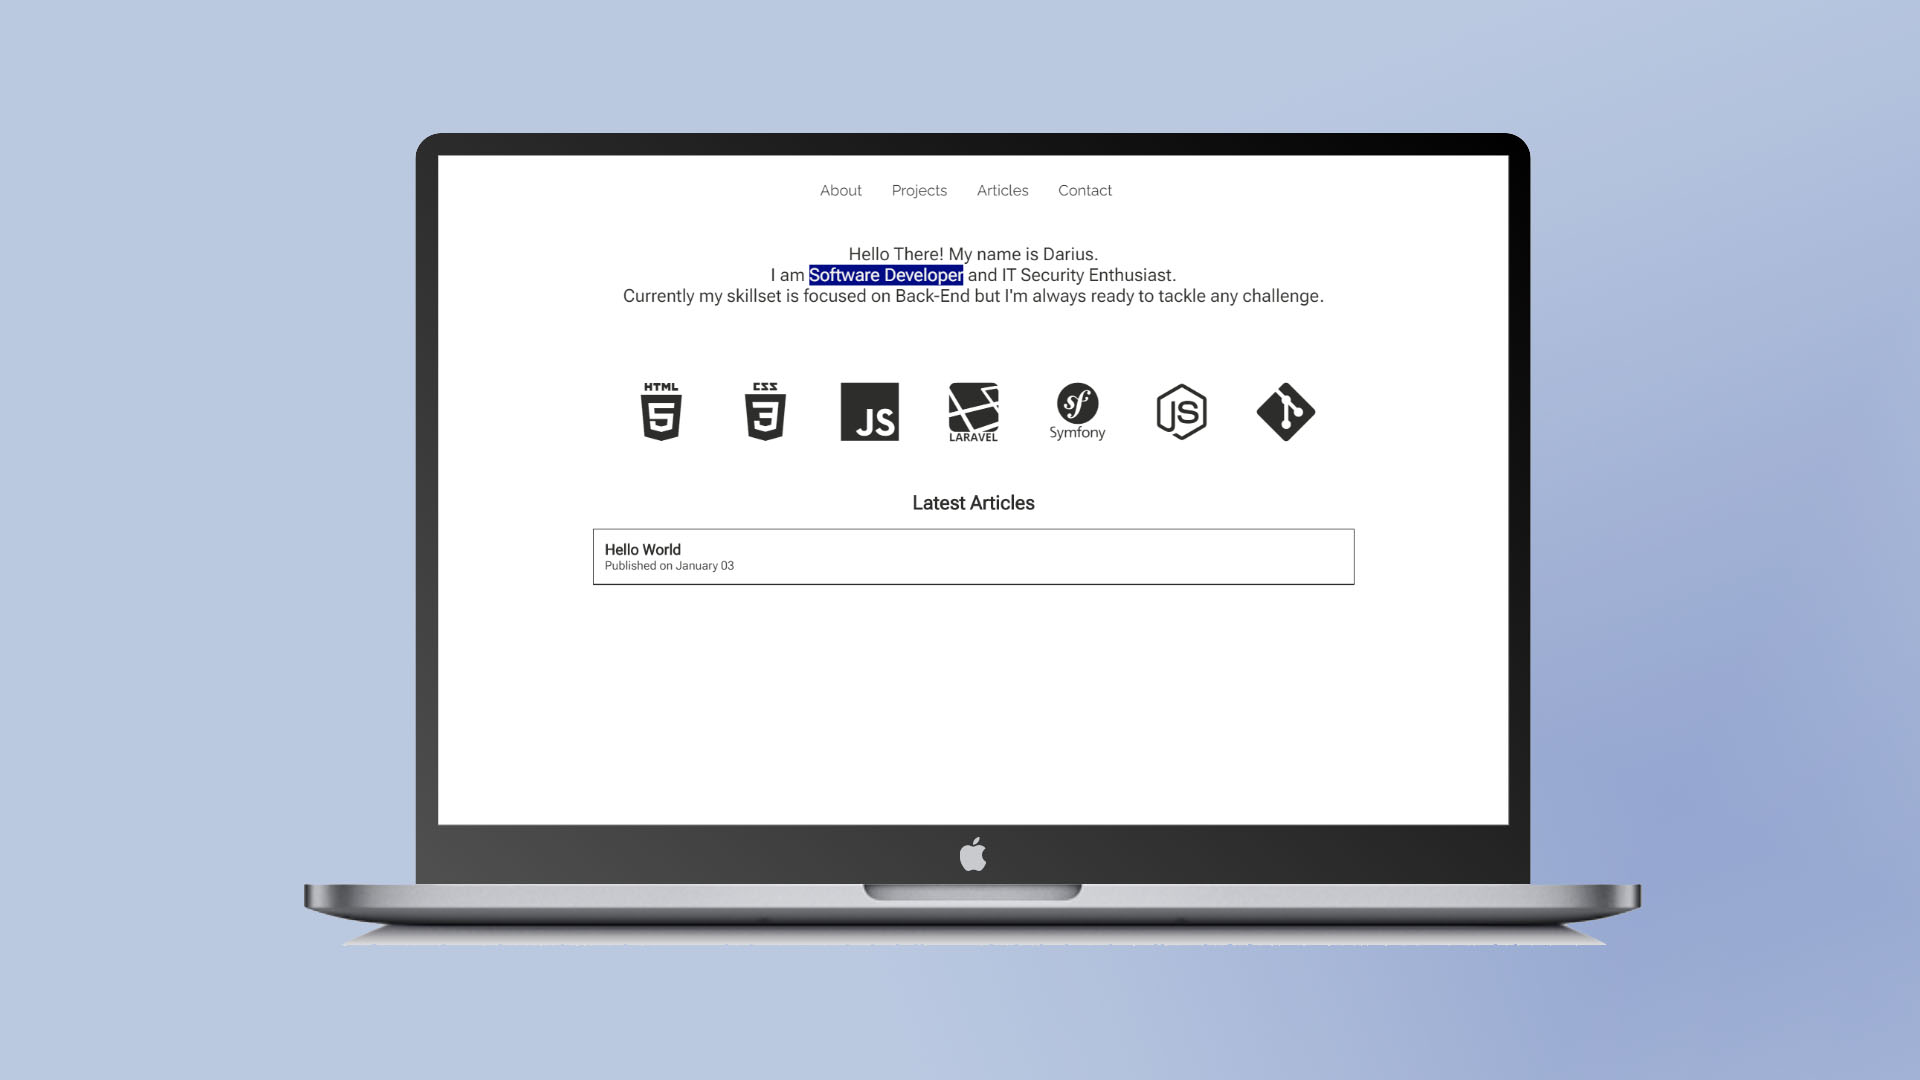 About Projects Articles Contact
Hello There! My name is Darius.
I am Software Developer and IT Security Enthusiast.
Currently my skillset is focused on Back-End but I'm always ready to tackle any challenge.
HTML CSS JS LARAVEL sf Symfony JS
5 3
Latest Articles
Hello World
Published on January 03